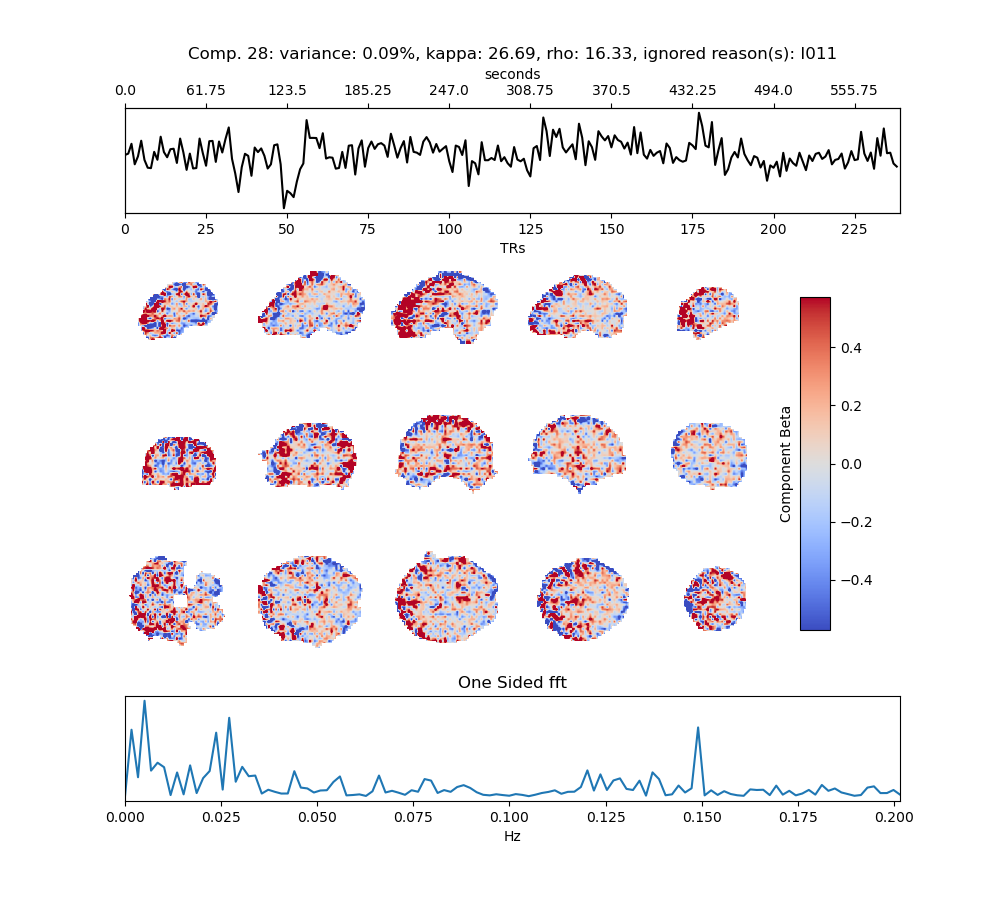 Comp. 28: variance: 0.09%, kappa: 26.69, rho: 16.33, ignored reason(s): I011
seconds
0.0 61.75 123.5 185.25 247.0 308.75 370.5 432.25 494.0 555.75
0 25 50 75 100 125 150 175 200 225
TRs
0.4
0.2
0.0
−0.2
−0.4
Component Beta
One Sided fft
0.000 0.025 0.050 0.075 0.100 0.125 0.150 0.175 0.200
Hz